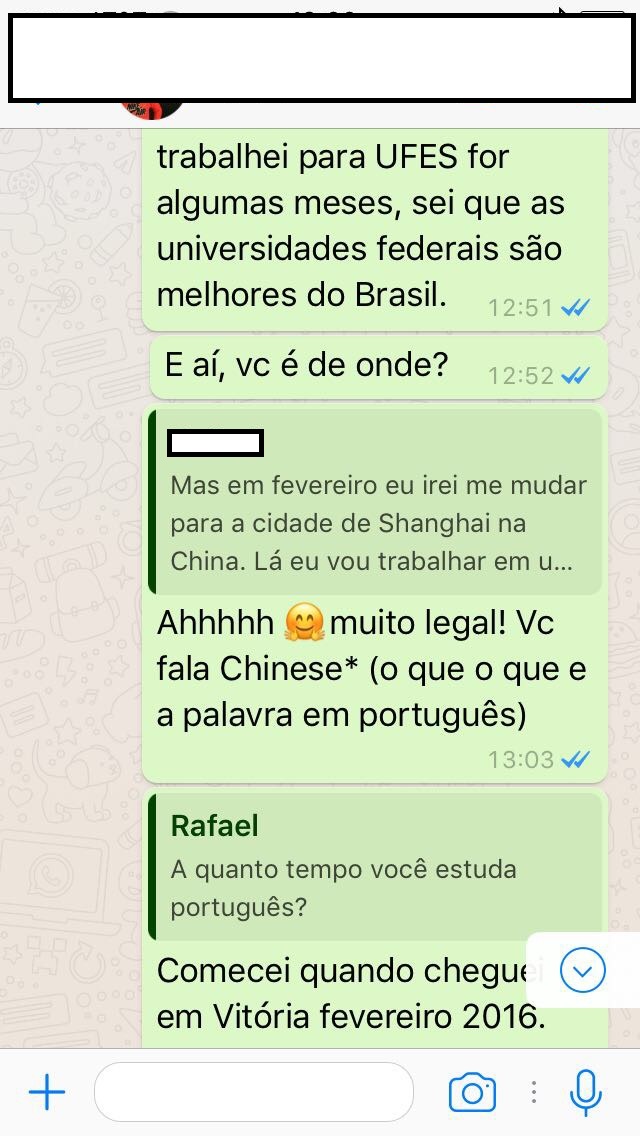 trabalhei para UFES for
algumas meses, sei que as
universidades federais são
melhores do Brasil.
12:51
E aí, vc é de onde?
12:52
Mas em fevereiro eu irei me mudar
para a cidade de Shanghai na
China. Lá eu vou trabalhar em u...
Ahhhhh 🤗muito legal! Vc
fala Chinese* (o que o que e
a palavra em português)
13:03
Rafael
A quanto tempo você estuda
português?
Comecei quando cheguei
em Vitória fevereiro 2016.